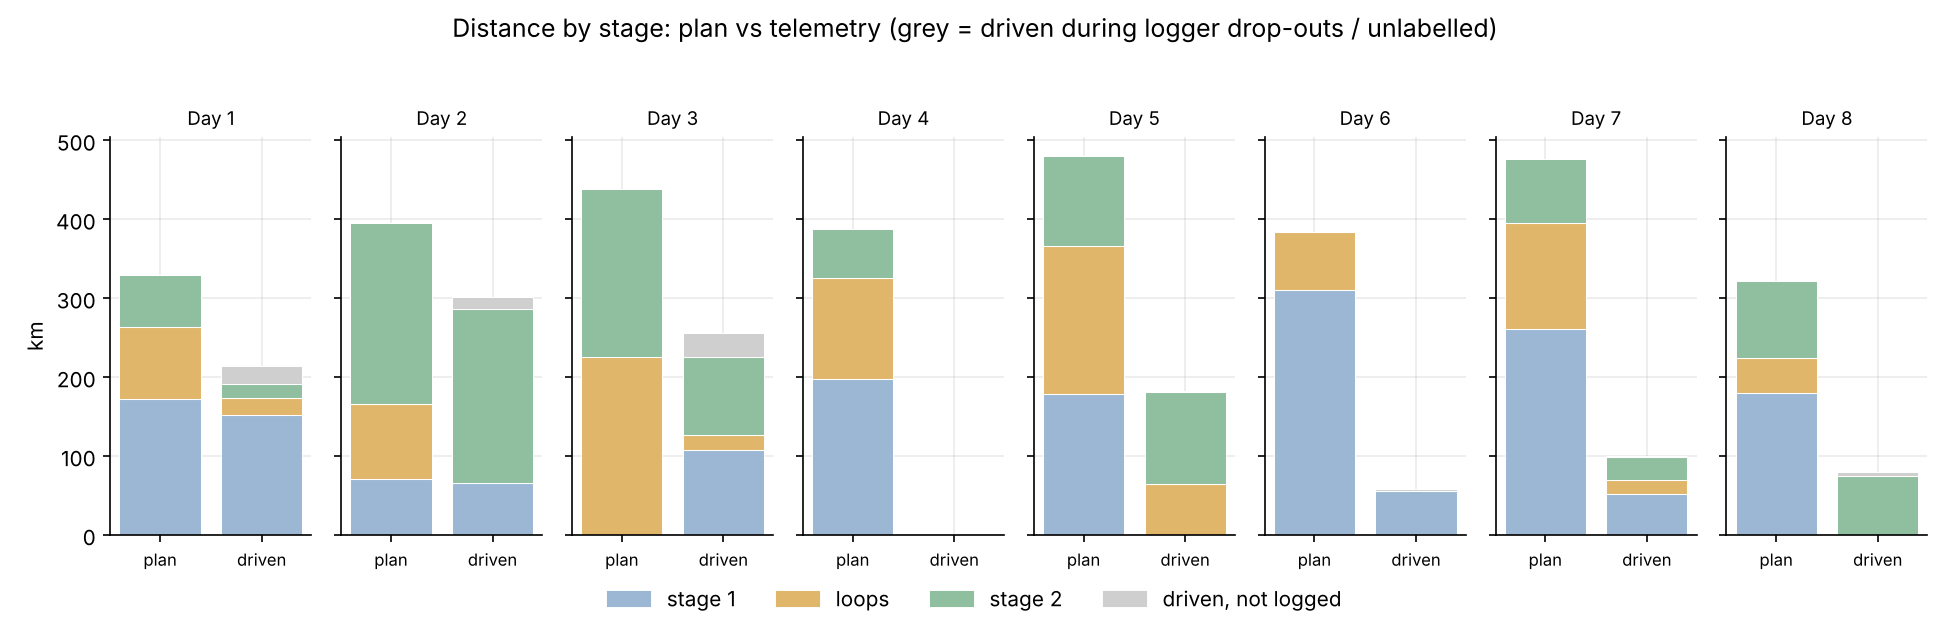 Distance by stage: plan vs telemetry (grey = driven during logger drop-outs / unlabelled)
Day 1 Day 2 Day 3 Day 4 Day 5 Day 6 Day 7 Day 8
500
400
300
200
100
0
km
plan driven plan driven plan driven plan driven plan driven plan driven plan driven plan driven
stage 1 loops stage 2 driven, not logged